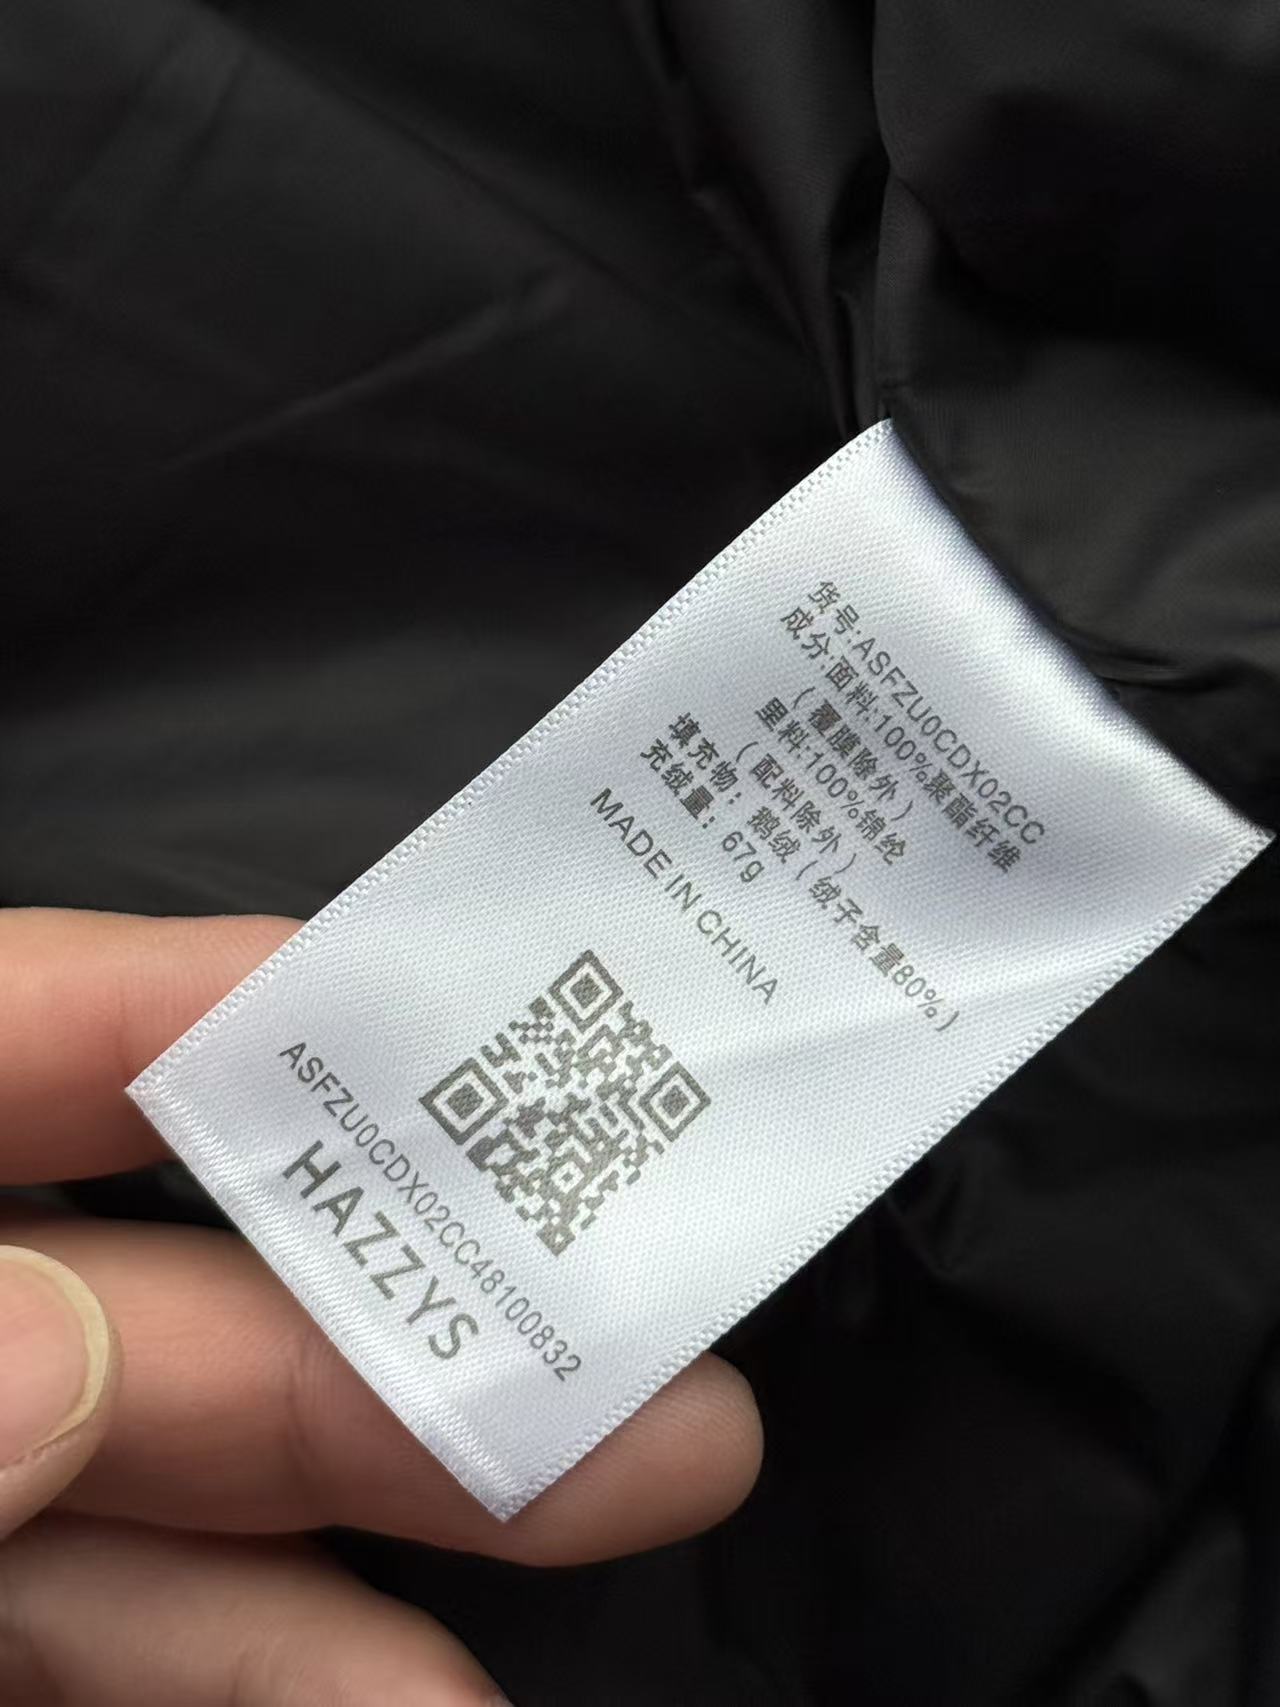 货号:ASFZU0CDX02CC
成分:面料:100%聚酯纤维
(覆膜除外)
里料:100%锦纶
(配料除外)
填充物:鹅绒(绒子含量80%)
充绒量:67g
MADE IN CHINA
ASFZU0CDX02CC48100832
HAZZYS